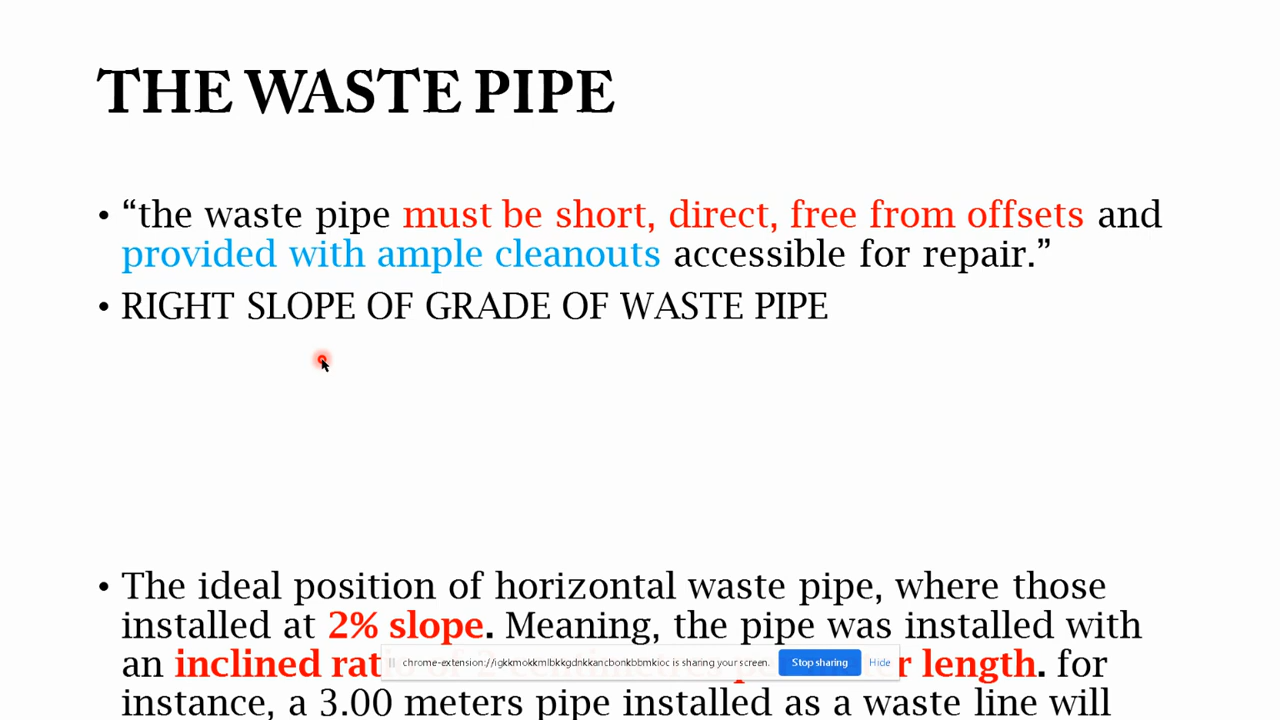 THE WASTE PIPE
• “the waste pipe must be short, direct, free from offsets and
provided with ample cleanouts accessible for repair.”
• RIGHT SLOPE OF GRADE OF WASTE PIPE
• The ideal position of horizontal waste pipe, where those
installed at 2% slope. Meaning, the pipe was installed with
an inclined length. for
chrome-extension://igkkmokkmlbkkgdnkkancbonkbbmkioc is sharing your screen. Stop sharing Hide
instance, a 3.00 meters pipe installed as a waste line will